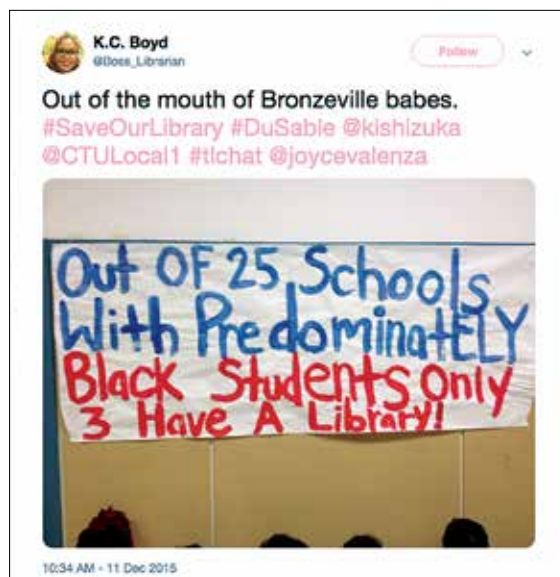 K.C. Boyd
@Boss_Librarian
Follow
Out of the mouth of Bronzeville babes.
#SaveOurLibrary #DuSable @kishizuka
@CTULocal1 #tlchat @joycevalenza
Out OF 25 Schools
With PredominatELY
Black Students Only
3 Have A Library!
10:34 AM - 11 Dec 2015